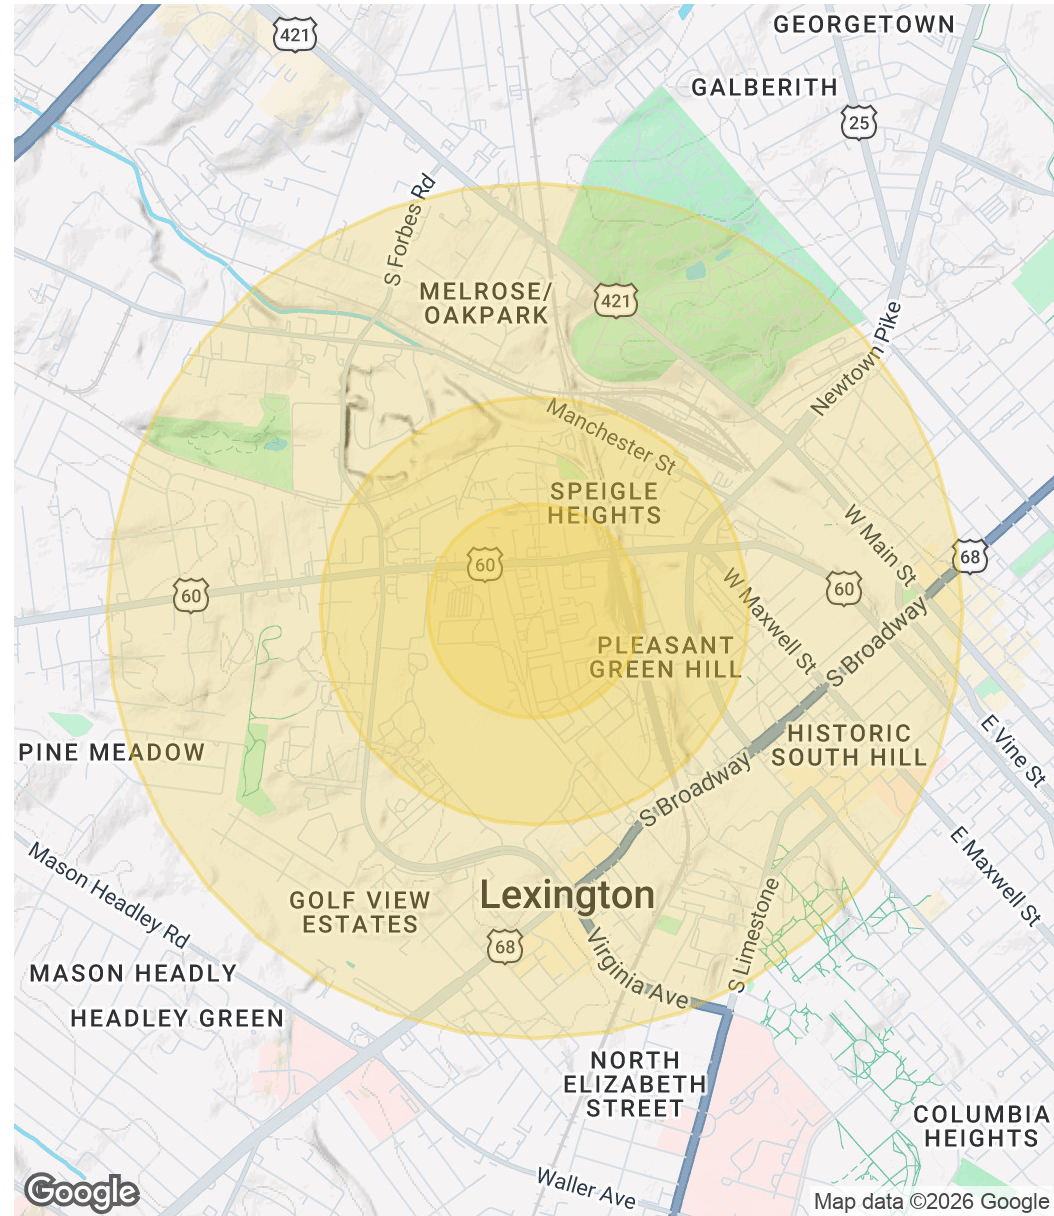 421
GEORGETOWN
GALBERITH
25
S Forbes Rd
MELROSE/
OAKPARK
421
Newtown Pike
Manchester St
SPEIGLE
HEIGHTS
W Main St
68
60
60
60
W Maxwell St
S Broadway
PLEASANT
GREEN HILL
PINE MEADOW
HISTORIC
SOUTH HILL
E Vine St
S Broadway
E Maxwell St
Mason Headley Rd
GOLF VIEW
ESTATES
Lexington
68
Virginia Ave
S Limestone
MASON HEADLY
HEADLEY GREEN
NORTH
ELIZABETH
STREET
COLUMBIA
HEIGHTS
Waller Ave
Google
Map data ©2026 Google